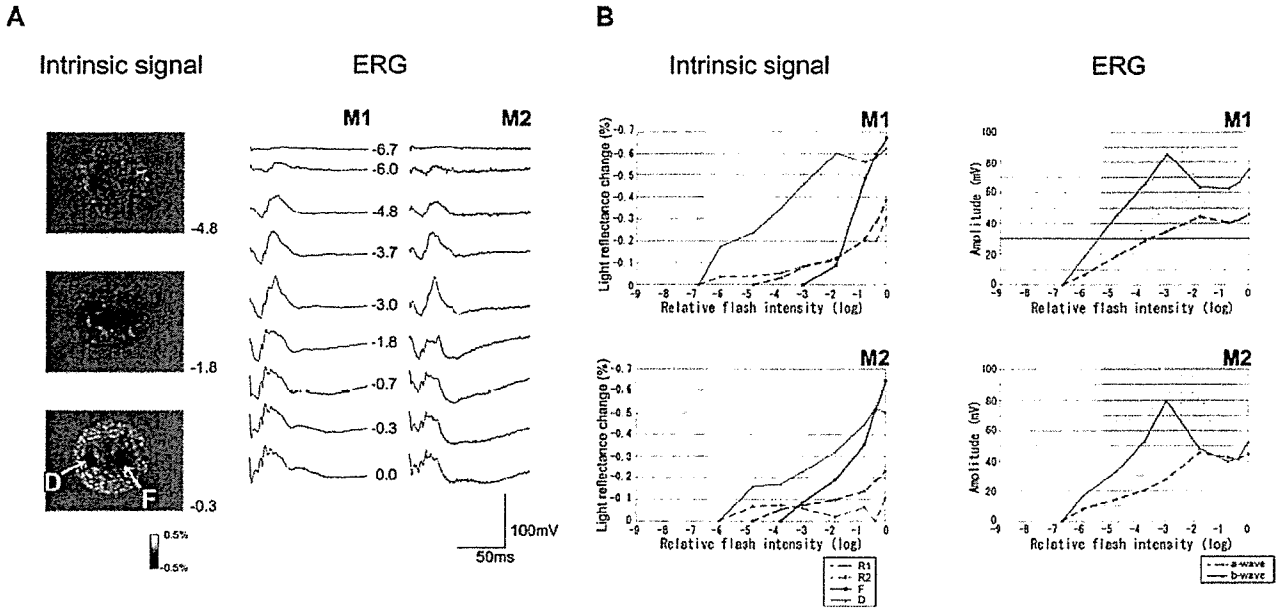 A
Intrinsic signal
ERG
M1
M2
-6.7
-6.0
-4.8
-4.8
-3.7
-3.0
-1.8
-1.8
-0.7
-0.3
0.0
D
F
-0.3
0.5%
-0.5%
100mV
50ms
B
Intrinsic signal
ERG
M1
Light reflectance change (%)
-0.7
-0.6
-0.5
-0.4
-0.3
-0.2
-0.1
0
-9 -8 -7 -6 -5 -4 -3 -2 -1 0
Relative flash intensity (log)
M1
Amplitude (mV)
100
80
60
40
20
0
-9 -8 -7 -6 -5 -4 -3 -2 -1 0
Relative flash intensity (log)
M2
Light reflectance change (%)
-0.7
-0.6
-0.5
-0.4
-0.3
-0.2
-0.1
0
-9 -8 -7 -6 -5 -4 -3 -2 -1 0
Relative flash intensity (log)
R1
R2
F
D
M2
Amplitude (mV)
100
80
60
40
20
0
-9 -8 -7 -6 -5 -4 -3 -2 -1 0
Relative flash intensity (log)
a-wave
b-wave